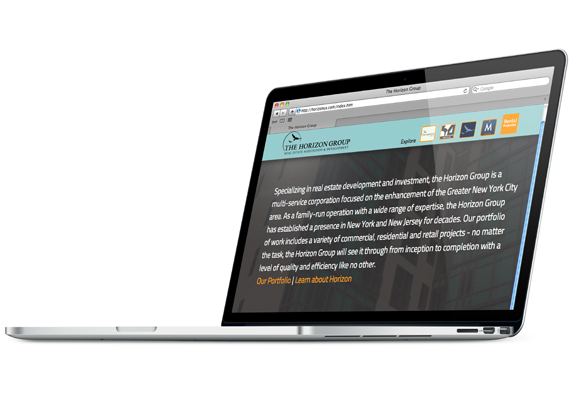 The Horizon Group
http://horizonus.com/index.htm
Google
The Horizon Group
THE HORIZON GROUP
REAL ESTATE INVESTMENT & DEVELOPMENT
Explore
M
Rental
Specializing in real estate development and investment, the Horizon Group is a
multi-service corporation focused on the enhancement of the Greater New York City
area. As a family-run operation with a wide range of expertise, the Horizon Group
has established a presence in New York and New Jersey for decades. Our portfolio
of work includes a variety of commercial, residential and retail projects - no matter
the task, the Horizon Group will see it through from inception to completion with a
level of quality and efficiency like no other.
Our Portfolio | Learn about Horizon